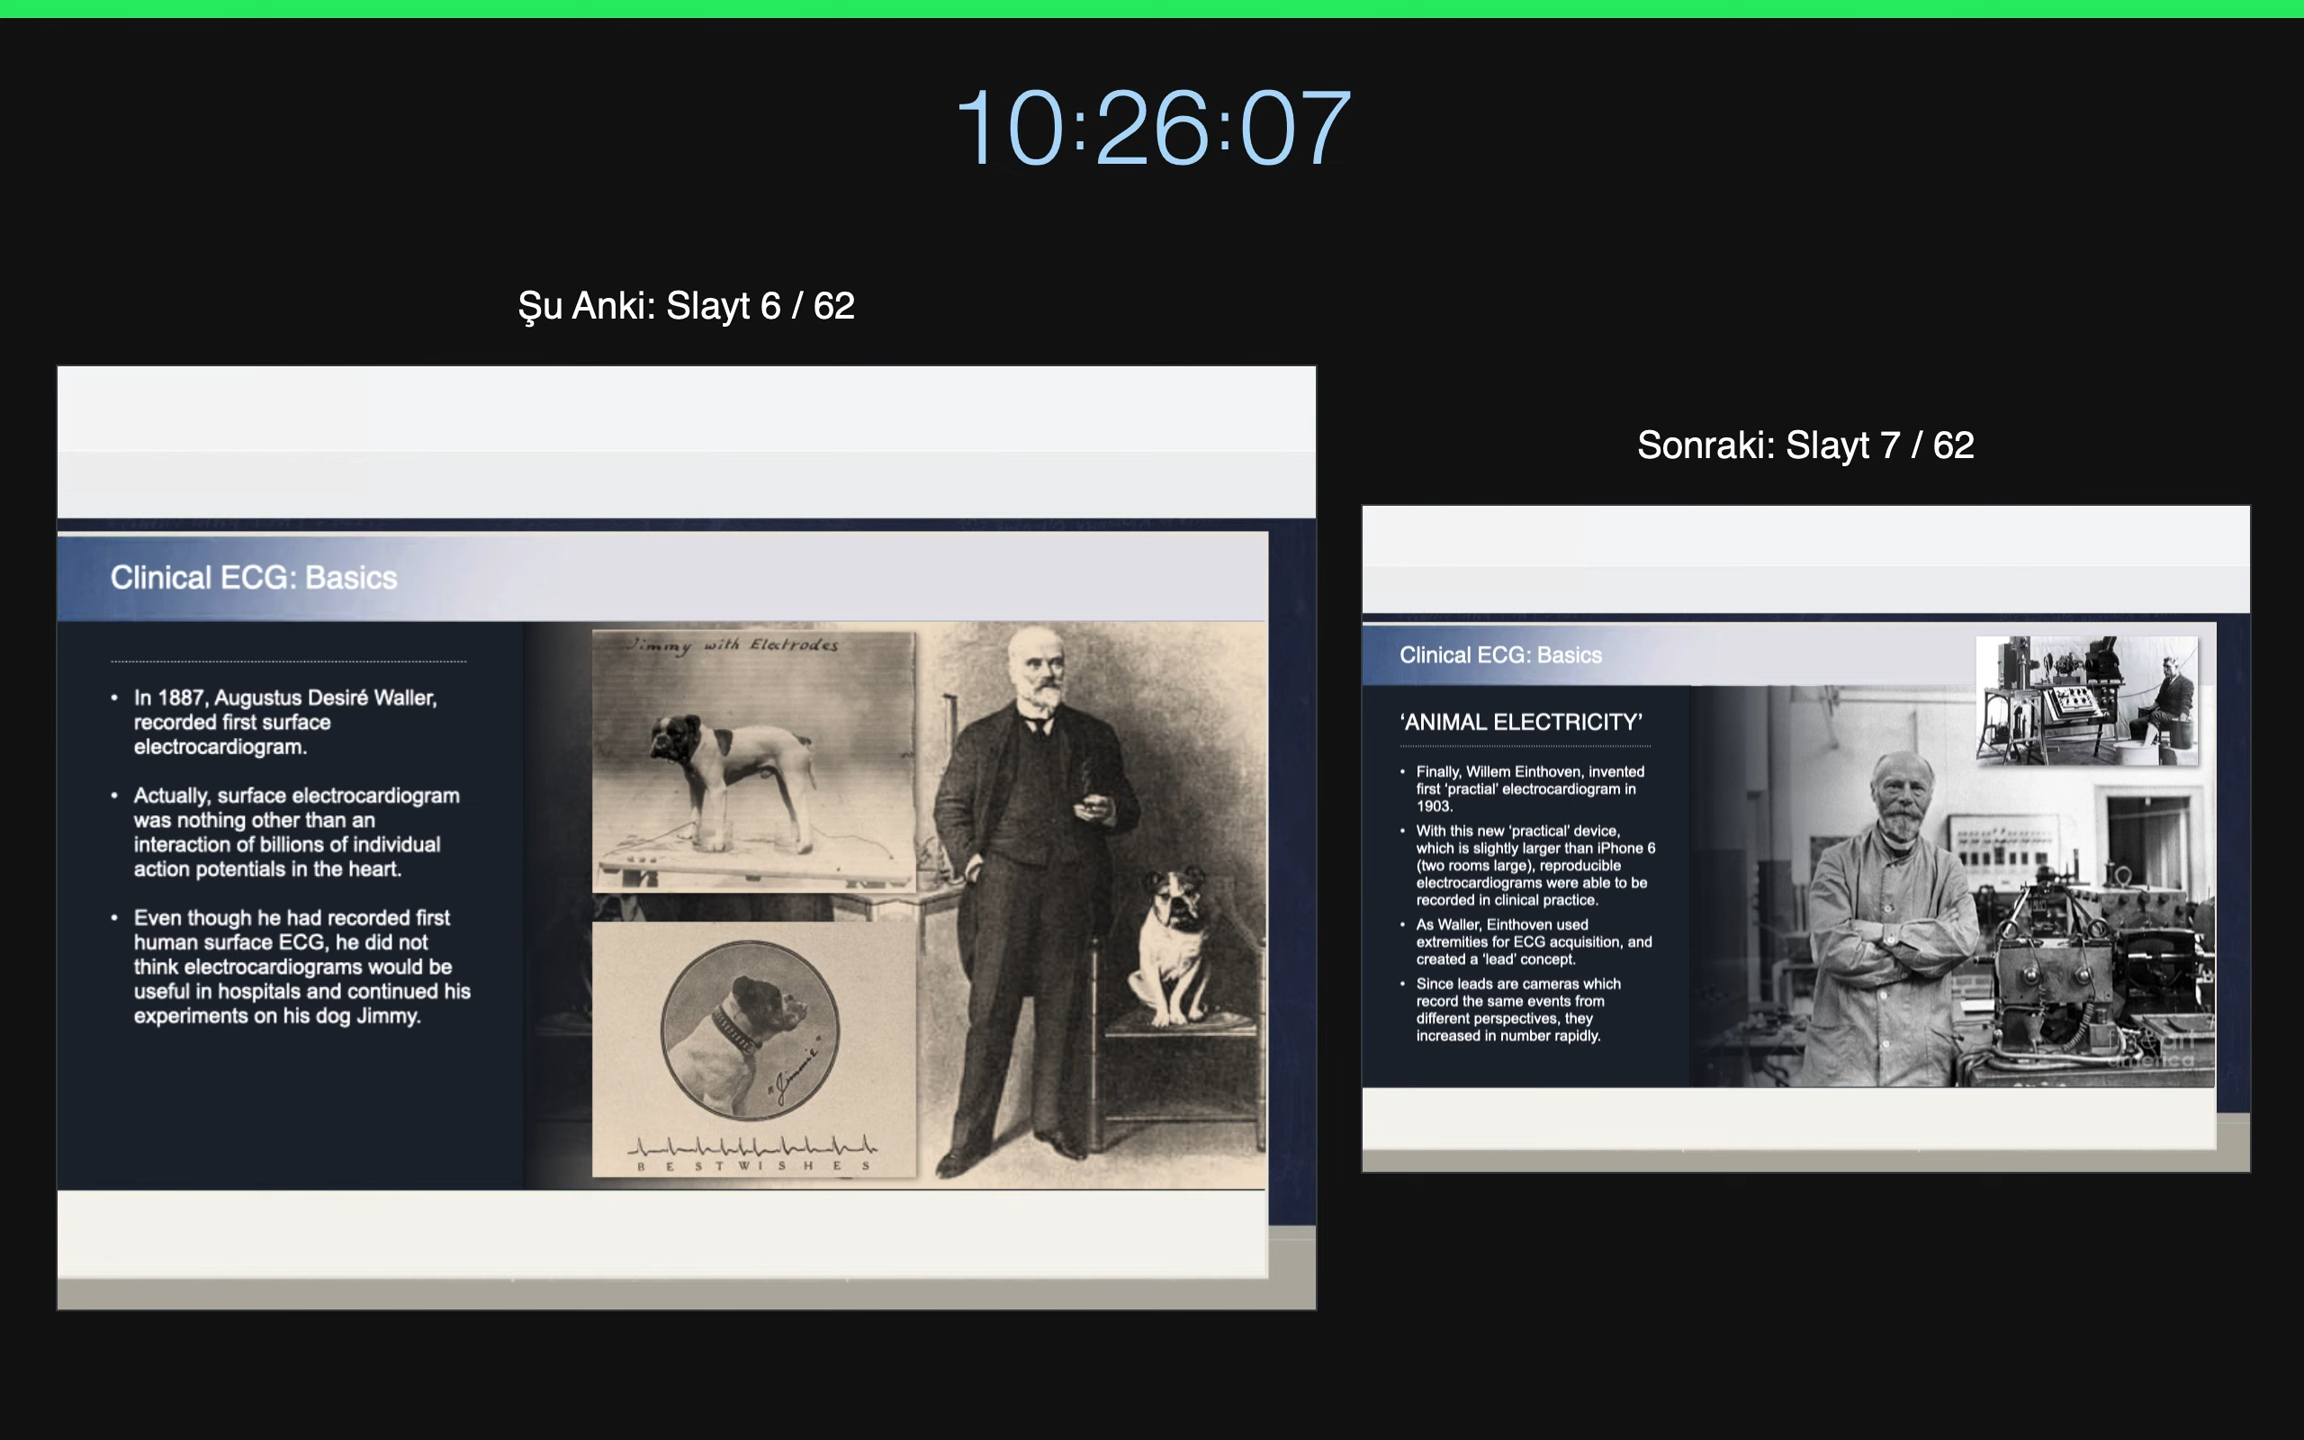 10:26:07
Şu Anki: Slayt 6 / 62
Clinical ECG: Basics
• In 1887, Augustus Desiré Waller,
recorded first surface
electrocardiogram.
• Actually, surface electrocardiogram
was nothing other than an
interaction of billions of individual
action potentials in the heart.
• Even though he had recorded first
human surface ECG, he did not
think electrocardiograms would be
useful in hospitals and continued his
experiments on his dog Jimmy.
Jimmy with Electrodes
"Jimmie"
BEST WISHES
Sonraki: Slayt 7 / 62
Clinical ECG: Basics
‘ANIMAL ELECTRICITY’
• Finally, Willem Einthoven, invented
first ‘practial’ electrocardiogram in
1903.
• With this new ‘practical’ device,
which is slightly larger than iPhone 6
(two rooms large), reproducible
electrocardiograms were able to be
recorded in clinical practice.
• As Waller, Einthoven used
extremities for ECG acquisition, and
created a ‘lead’ concept.
• Since leads are cameras which
record the same events from
different perspectives, they
increased in number rapidly.
america